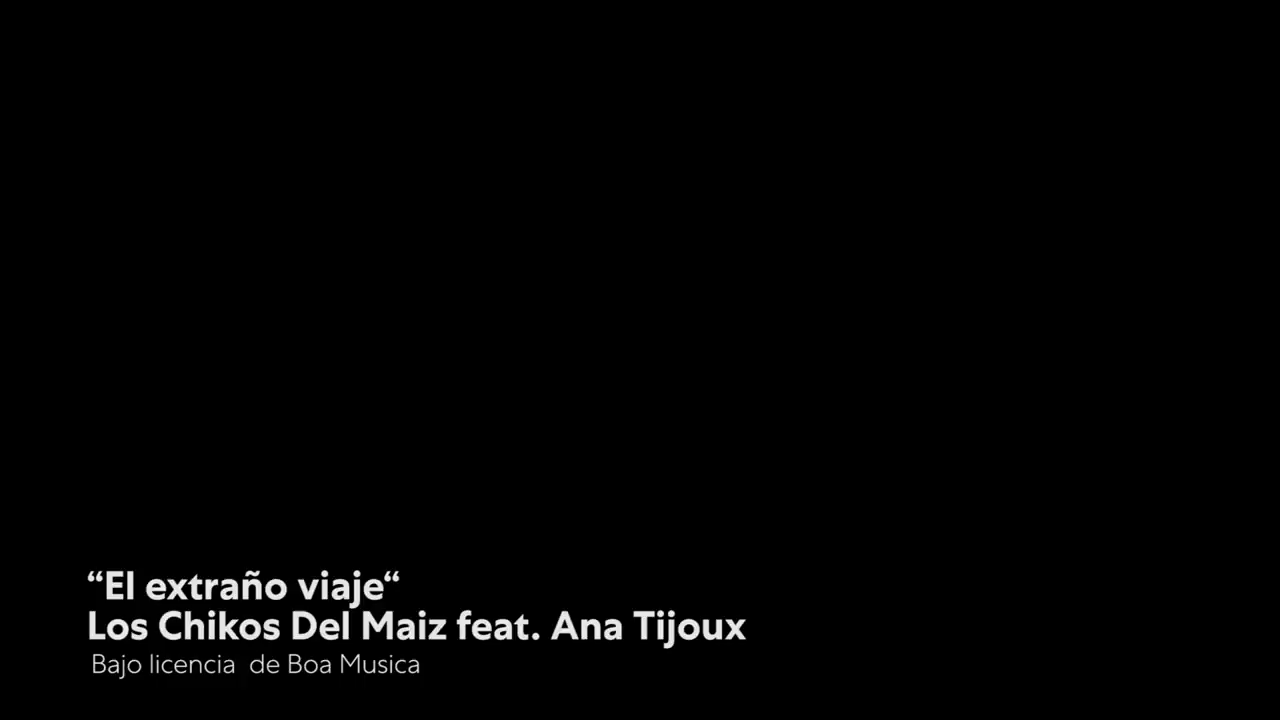 “El extraño viaje“
Los Chikos Del Maiz feat. Ana Tijoux
Bajo licencia  de Boa Musica